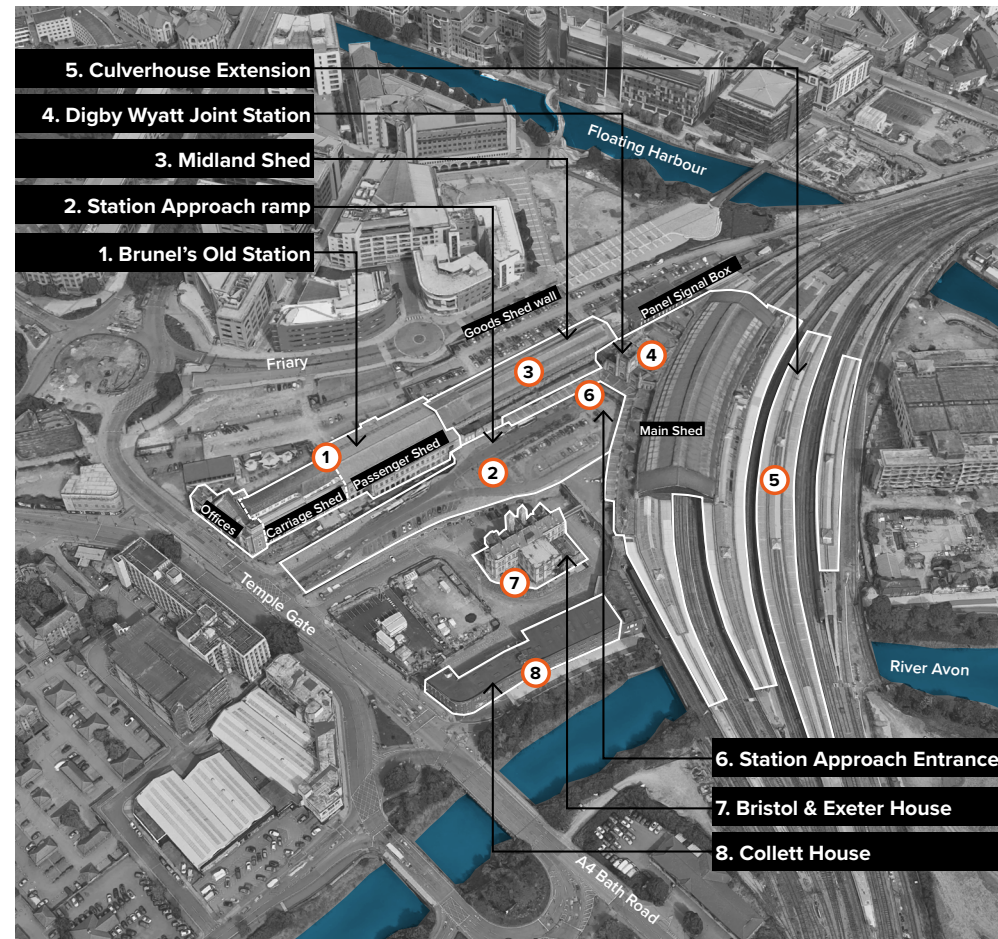 5. Culverhouse Extension
4. Digby Wyatt Joint Station
3. Midland Shed
2. Station Approach ramp
1. Brunel's Old Station
Floating Harbour
Panel Signal Box
Goods Shed wall
Friary
4
3
6
Main Shed
1
Passenger Shed
2
5
Offices
Carriage Shed
7
Temple Gate
8
River Avon
6. Station Approach Entrance
7. Bristol & Exeter House
8. Collett House
A4 Bath Road